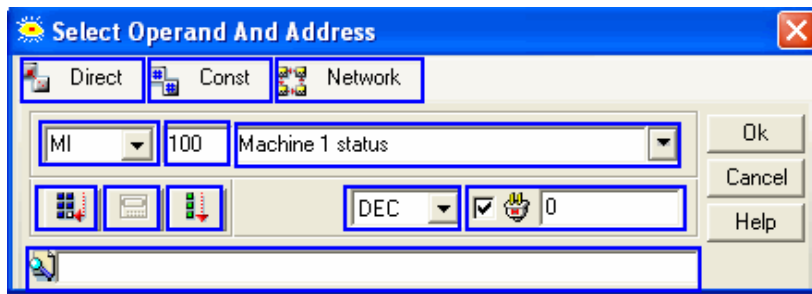 Select Operand And Address
Direct Const Network
MI 100 Machine 1 status Ok
Cancel
DEC 0 Help